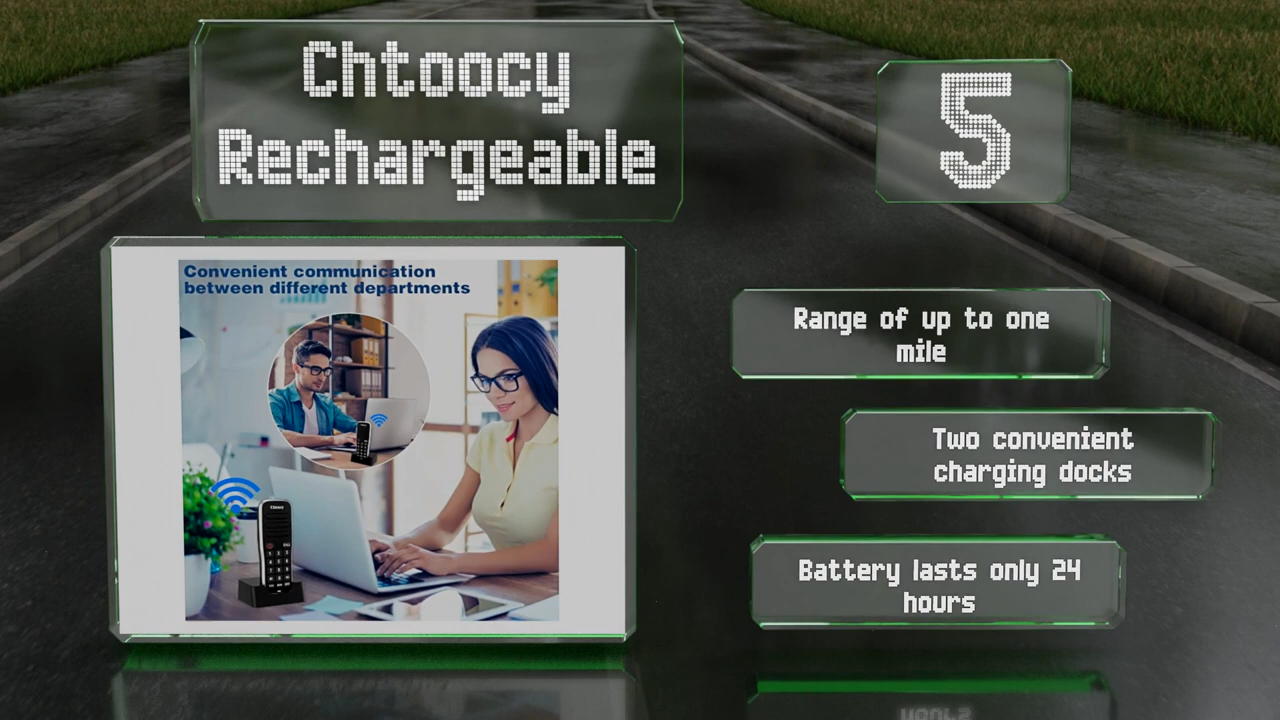 Chtoocy
Rechargeable
5
Convenient communication
between different departments
Range of up to one
mile
Two convenient
charging docks
Battery lasts only 24
hours